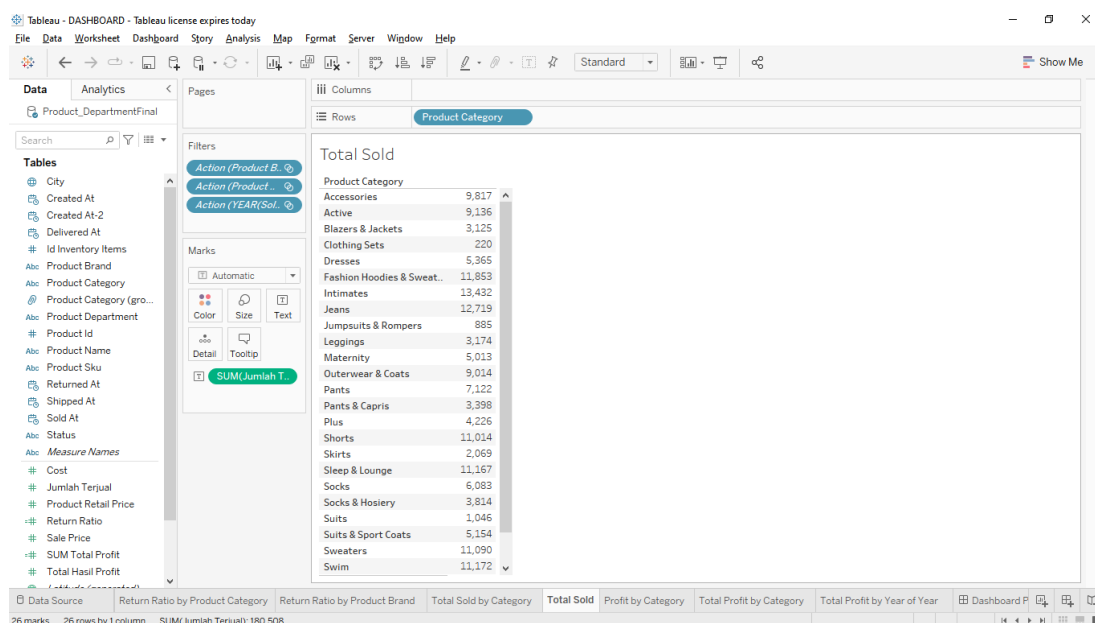 Tableau - DASHBOARD - Tableau license expires today
File Data Worksheet Dashboard Story Analysis Map Format Server Window Help
Standard
Show Me
Data Analytics
Product_DepartmentFinal
Search
Tables
City
Created At
Created At-2
Delivered At
# Id Inventory Items
Abc Product Brand
Abc Product Category
Product Category (gro...
Abc Product Department
# Product Id
Abc Product Name
Abc Product Sku
Returned At
Shipped At
Sold At
Abc Status
Abc Measure Names
# Cost
# Jumlah Terjual
# Product Retail Price
=# Return Ratio
# Sale Price
=# SUM Total Profit
# Total Hasil Profit
Latitude (generated)
Pages
Filters
Action (Product B..
Action (Product ..
Action (YEAR(Sol..
Marks
T Automatic
Color Size Text
Detail Tooltip
T SUM(Jumlah T..
Columns
Rows Product Category
Total Sold
Product Category
Accessories 9,817
Active 9,136
Blazers & Jackets 3,125
Clothing Sets 220
Dresses 5,365
Fashion Hoodies & Sweat.. 11,853
Intimates 13,432
Jeans 12,719
Jumpsuits & Rompers 885
Leggings 3,174
Maternity 5,013
Outerwear & Coats 9,014
Pants 7,122
Pants & Capris 3,398
Plus 4,226
Shorts 11,014
Skirts 2,069
Sleep & Lounge 11,167
Socks 6,083
Socks & Hosiery 3,814
Suits 1,046
Suits & Sport Coats 5,154
Sweaters 11,090
Swim 11,172
Data Source Return Ratio by Product Category Return Ratio by Product Brand Total Sold by Category Total Sold Profit by Category Total Profit by Category Total Profit by Year of Year Dashboard P
26 marks 26 rows by 1 column SUM(Jumlah Terjual): 180,508